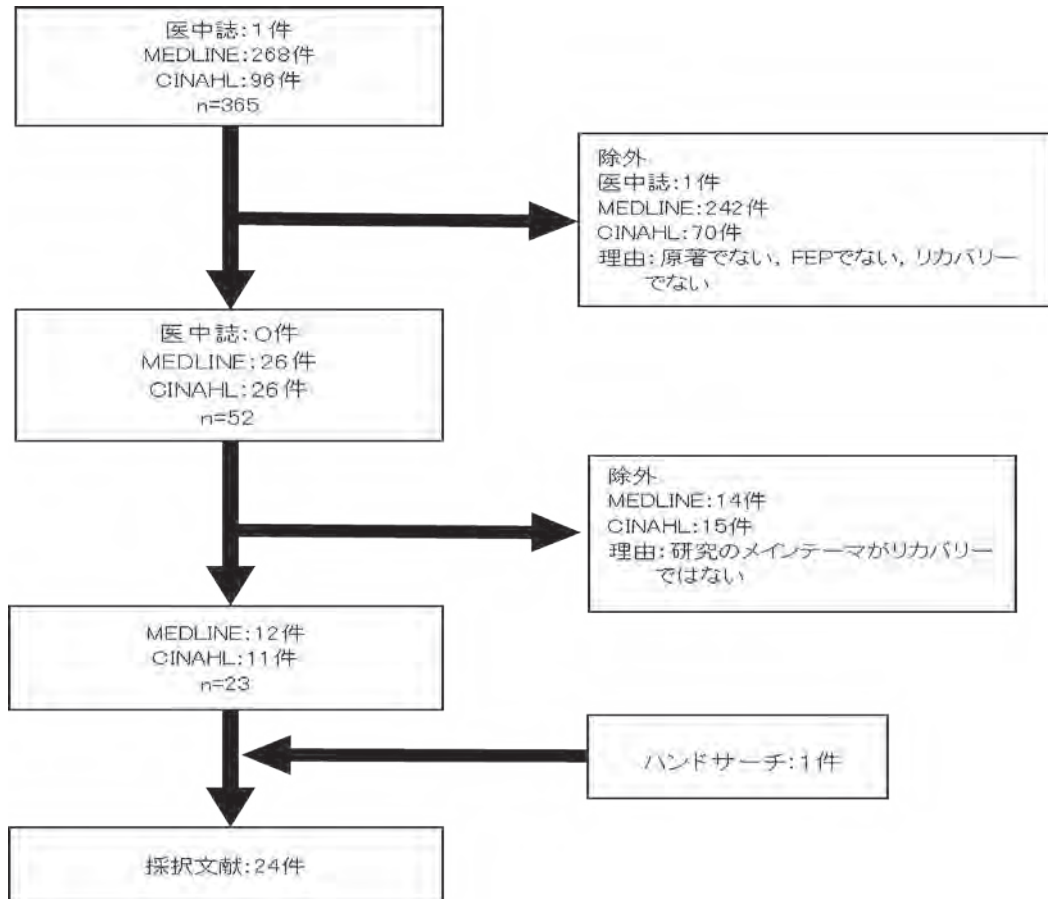 医中誌:1件
MEDLINE:268件
CINAHL:96件
n=365
除外
医中誌:1件
MEDLINE:242件
CINAHL:70件
理由:原著でない, FEPでない, リカバリー
でない
医中誌:0件
MEDLINE:26件
CINAHL:26件
n=52
除外
MEDLINE:14件
CINAHL:15件
理由:研究のメインテーマがリカバリー
ではない
MEDLINE:12件
CINAHL:11件
n=23
ハンドサーチ:1件
採択文献:24件